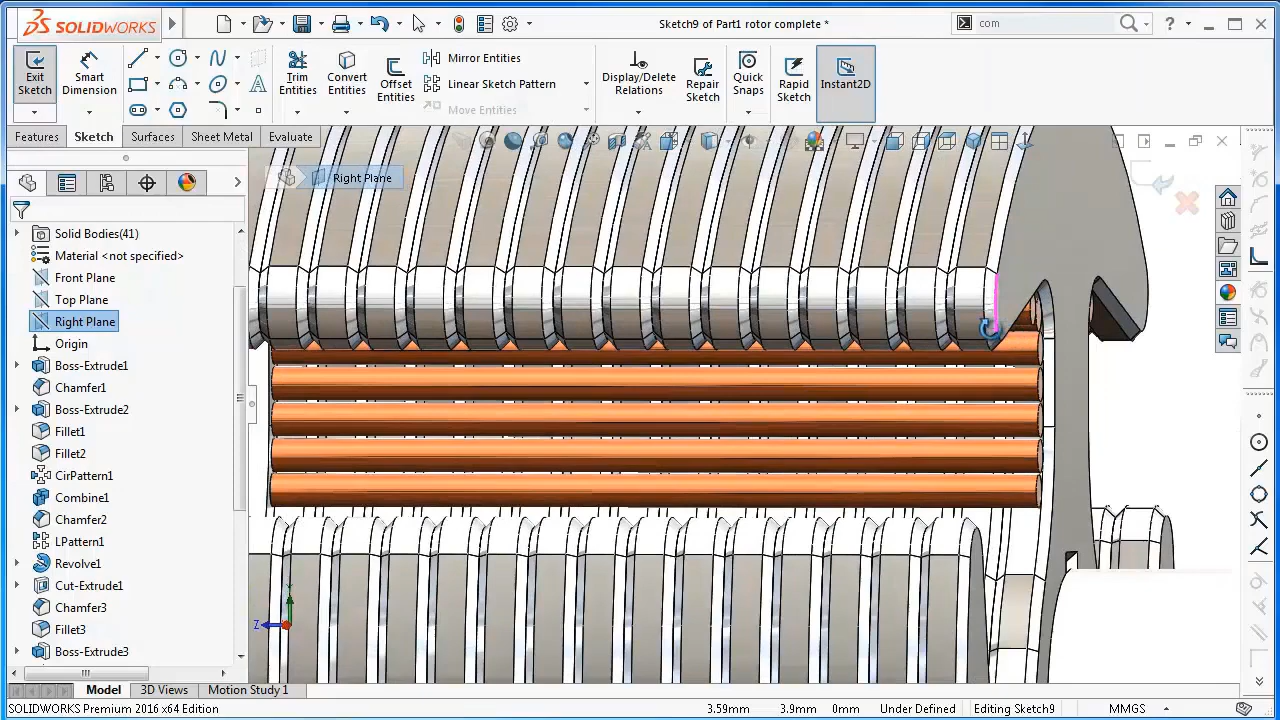 SOLIDWORKS
Sketch9 of Part1 rotor complete *
com
?
Exit Sketch
Smart Dimension
Trim Entities
Convert Entities
Offset Entities
Mirror Entities
Linear Sketch Pattern
Move Entities
Display/Delete Relations
Repair Sketch
Quick Snaps
Rapid Sketch
Instant2D
Features
Sketch
Surfaces
Sheet Metal
Evaluate
Right Plane
Solid Bodies(41)
Material <not specified>
Front Plane
Top Plane
Right Plane
Origin
Boss-Extrude1
Chamfer1
Boss-Extrude2
Fillet1
Fillet2
CirPattern1
Combine1
Chamfer2
LPattern1
Revolve1
Cut-Extrude1
Chamfer3
Fillet3
Boss-Extrude3
Y
Z
Model
3D Views
Motion Study 1
SOLIDWORKS Premium 2016 x64 Edition
3.59mm
3.9mm
0mm
Under Defined
Editing Sketch9
MMGS